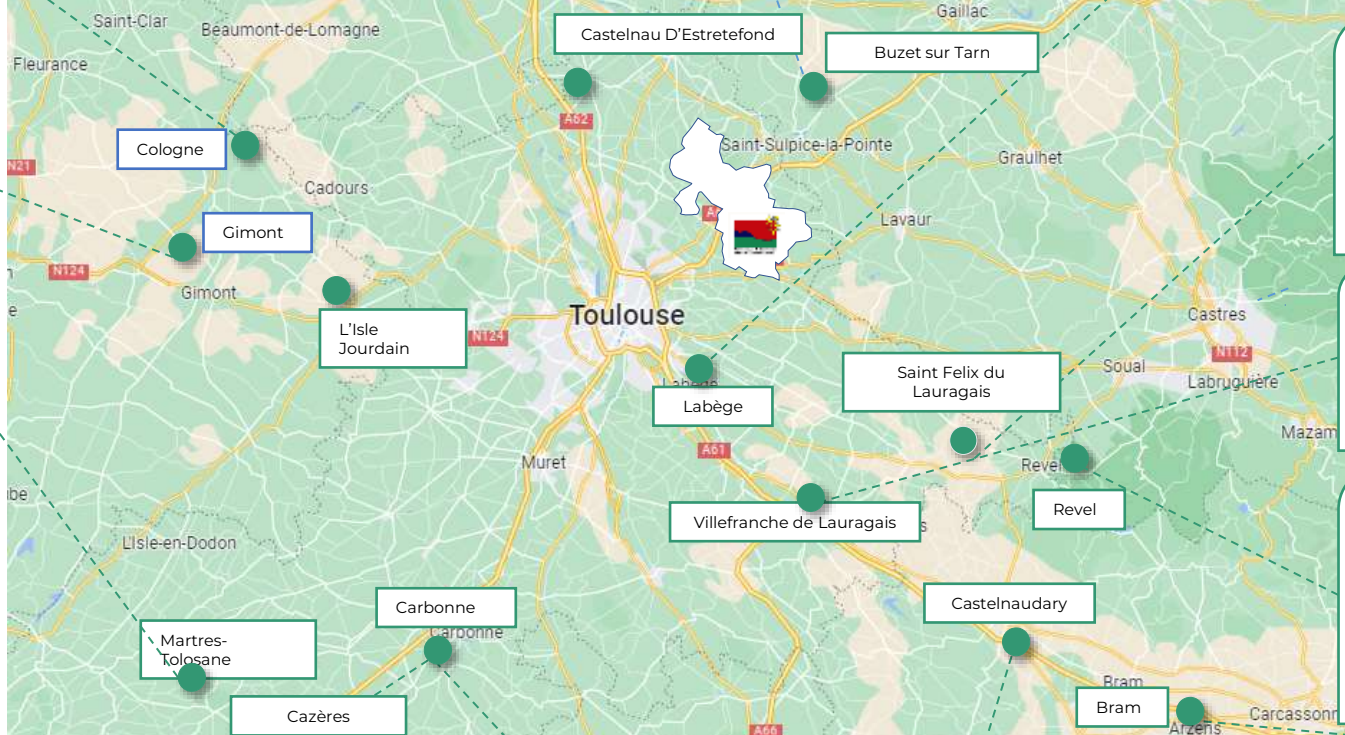 Saint-Clar
Beaumont-de-Lomagne
Gaillac
Castelnau D'Estretefond
Buzet sur Tarn
Fleurance
A62
Saint-Sulpice-la-Pointe
Cologne
N21
Graulhet
Cadours
Lavaur
Gimont
N124
Gimont
Toulouse
Castres
L'Isle
Jourdain
N124
N112
Soual
Labruguière
Saint Felix du
Lauragais
Labège
Labège
Mazam
A61
Muret
Revel
Revel
Villefranche de Lauragais
L'Isle-en-Dodon
Castelnaudary
Carbonne
Carbonne
Martres-
Tolosane
Cazères
Bram
Bram
Carcassonn
A66
Arzens